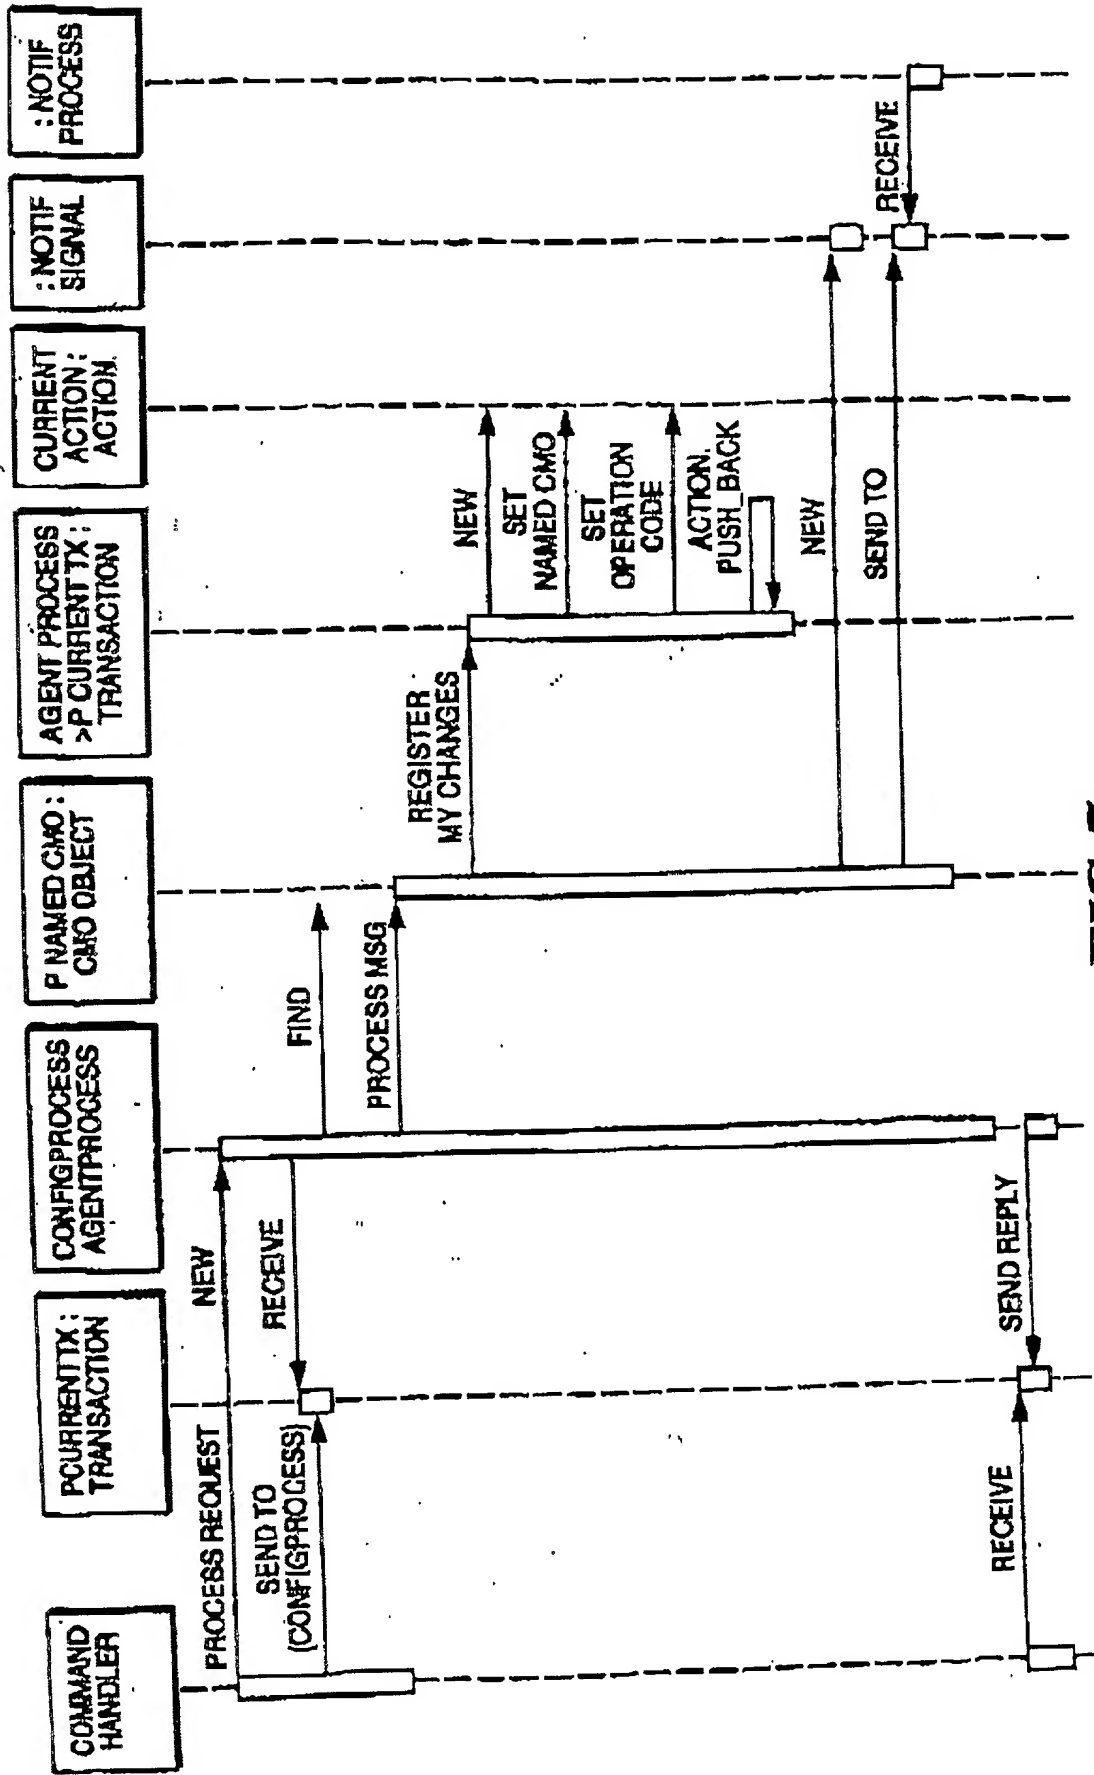 COMMAND
HANDLER
PCURRENTTX :
TRANSACTION
CONFIGPROCESS
AGENTPROCESS
P NAMED CMO :
CMO OBJECT
AGENT PROCESS
>P CURRENT TX :
TRANSACTION
CURRENT
ACTION :
ACTION
: NOTIF
SIGNAL
: NOTIF
PROCESS
PROCESS REQUEST
NEW
SEND TO
(CONFIGPROCESS)
RECEIVE
FIND
PROCESS MSG
REGISTER
MY CHANGES
NEW
SET
NAMED CMO
SET
OPERATION
CODE
ACTION.
PUSH_BACK
NEW
SEND TO
RECEIVE
RECEIVE
SEND REPLY